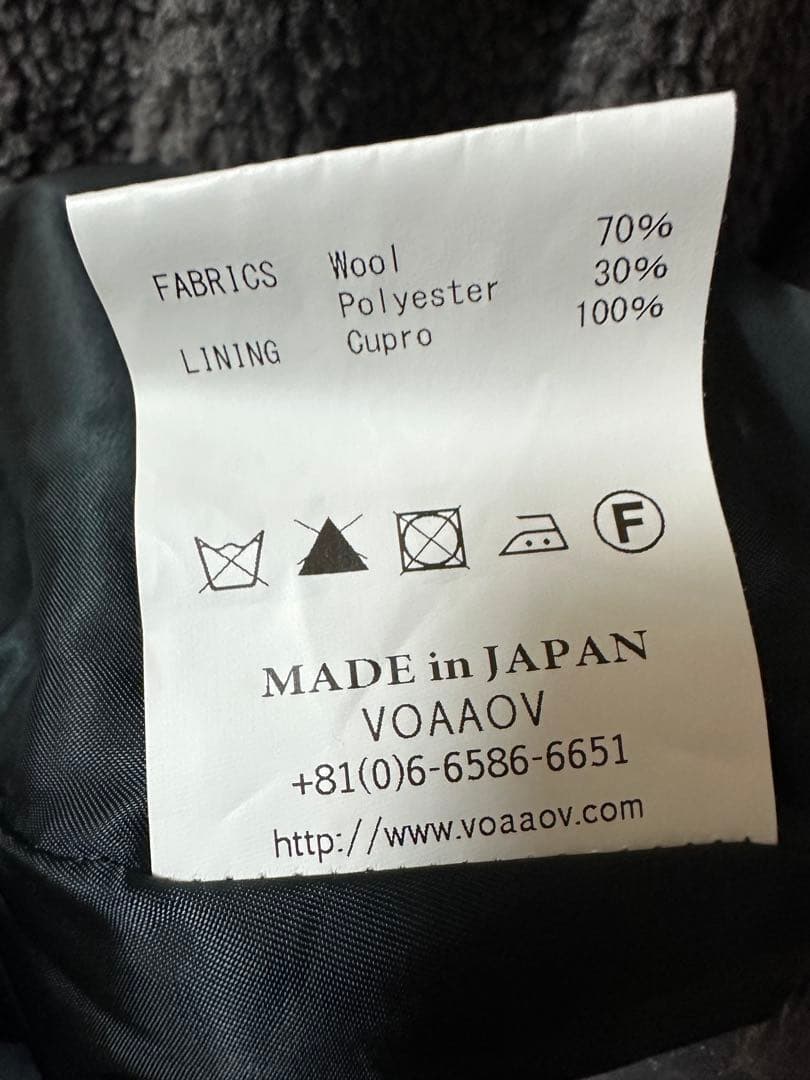 FABRICS Wool 70%
Polyester 30%
LINING Cupro 100%
F
MADE in JAPAN
VOAAOV
+81(0)6-6586-6651
http://www.voaaov.com